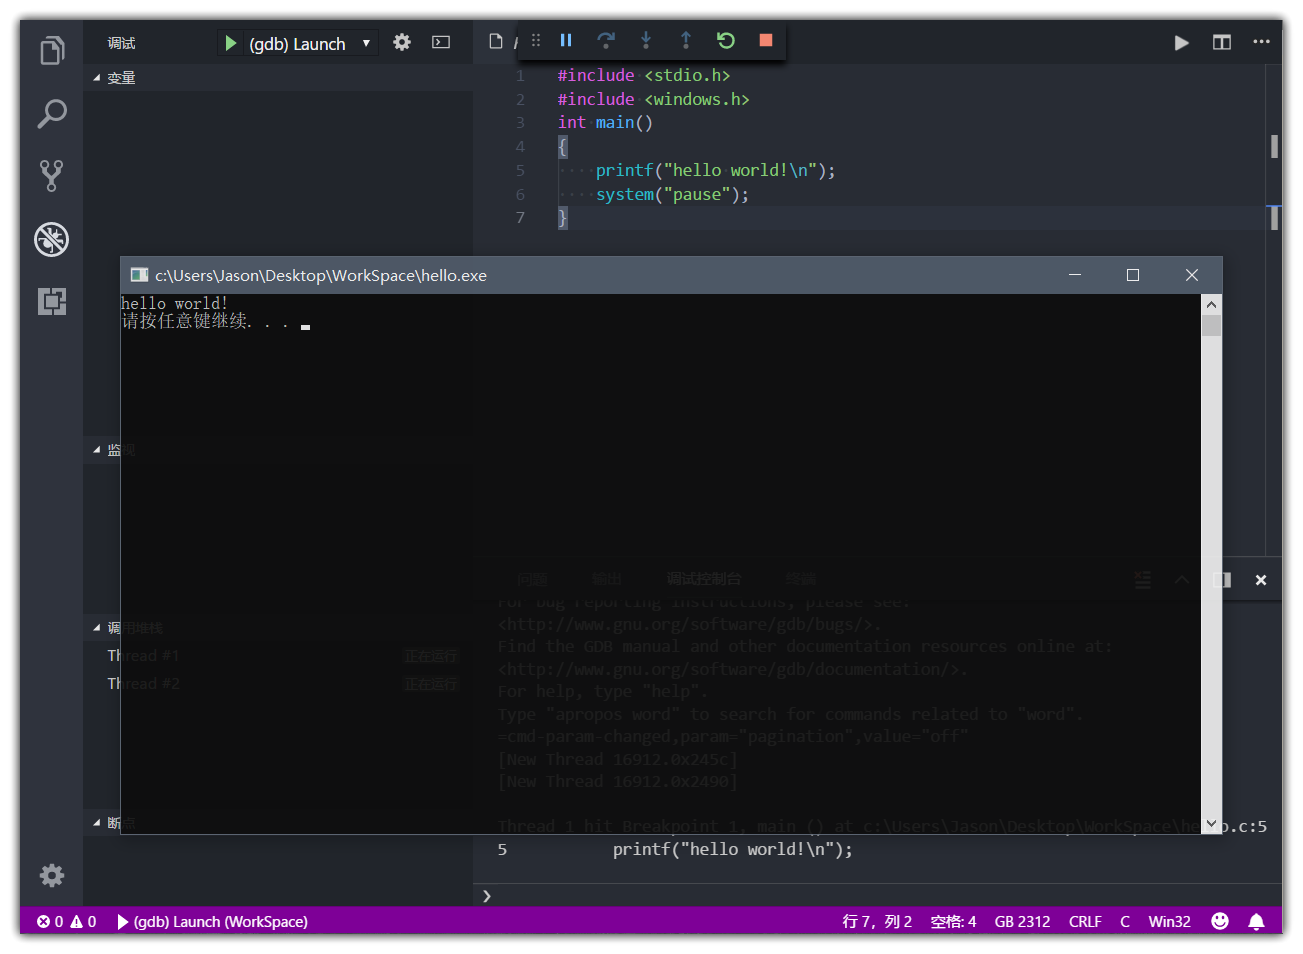 调试
(gdb) Launch
变量
1 #include <stdio.h>
2 #include <windows.h>
3 int main()
4 {
5 printf("hello world!\n");
6 system("pause");
7 }
c:\Users\Jason\Desktop\WorkSpace\hello.exe
hello world!
请按任意键继续. . .
监视
问题 输出 调试控制台 终端
For bug reporting instructions, please see:
<http://www.gnu.org/software/gdb/bugs/>.
Find the GDB manual and other documentation resources online at:
<http://www.gnu.org/software/gdb/documentation/>.
For help, type "help".
Type "apropos word" to search for commands related to "word".
=cmd-param-changed,param="pagination",value="off"
[New Thread 16912.0x245c]
[New Thread 16912.0x2490]
Thread 1 hit Breakpoint 1, main () at c:\Users\Jason\Desktop\WorkSpace\hello.c:5
5 printf("hello world!\n");
调用堆栈
Thread #1 正在运行
Thread #2 正在运行
断点
0 0 (gdb) Launch (WorkSpace) 行 7，列 2 空格: 4 GB 2312 CRLF C Win32